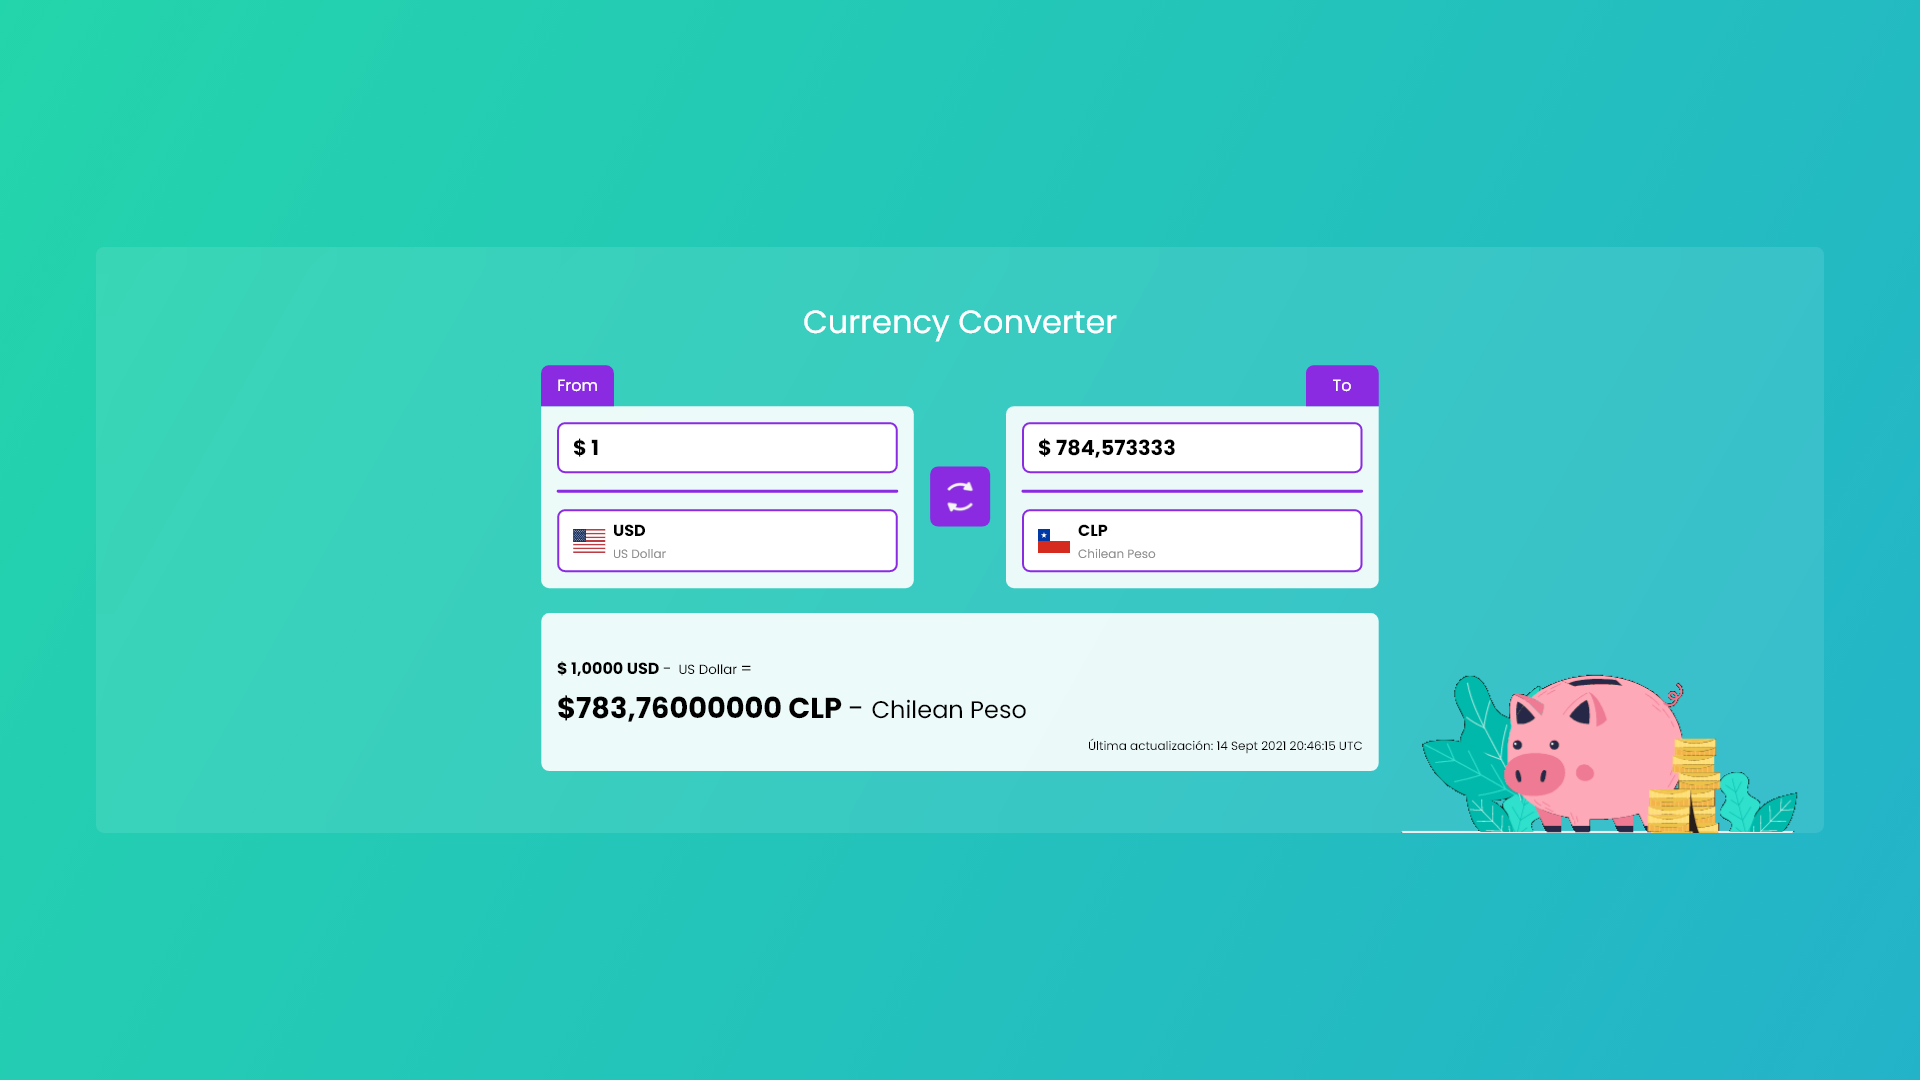 Currency Converter
From
To
$ 1
$ 784,573333
USD
US Dollar
CLP
Chilean Peso
$ 1,0000 USD - US Dollar =
$783,76000000 CLP - Chilean Peso
Última actualización: 14 Sept 2021 20:46:15 UTC